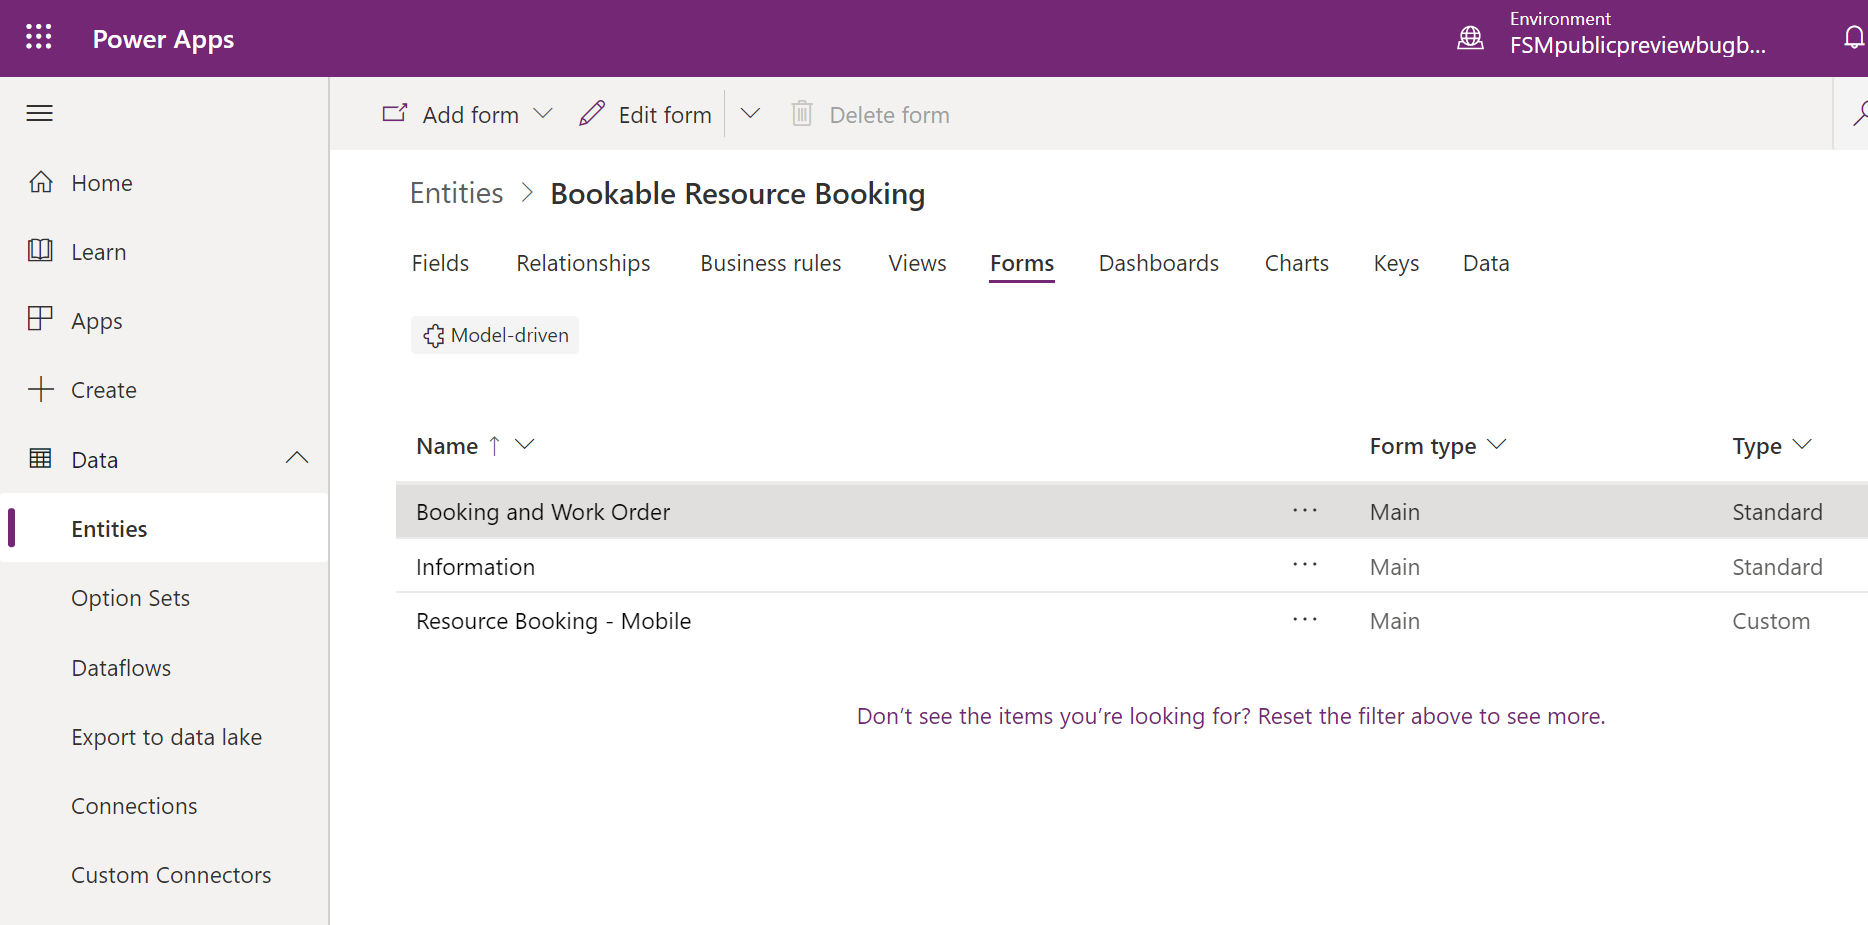 Power Apps
Environment
FSMpublicpreviewbugb...
Add form
Edit form
Delete form
Home
Learn
Apps
Create
Data
Entities
Option Sets
Dataflows
Export to data lake
Connections
Custom Connectors
Entities > Bookable Resource Booking
Fields Relationships Business rules Views Forms Dashboards Charts Keys Data
Model-driven
Name ↑ Form type Type
Booking and Work Order ... Main Standard
Information ... Main Standard
Resource Booking - Mobile ... Main Custom
Don’t see the items you’re looking for? Reset the filter above to see more.